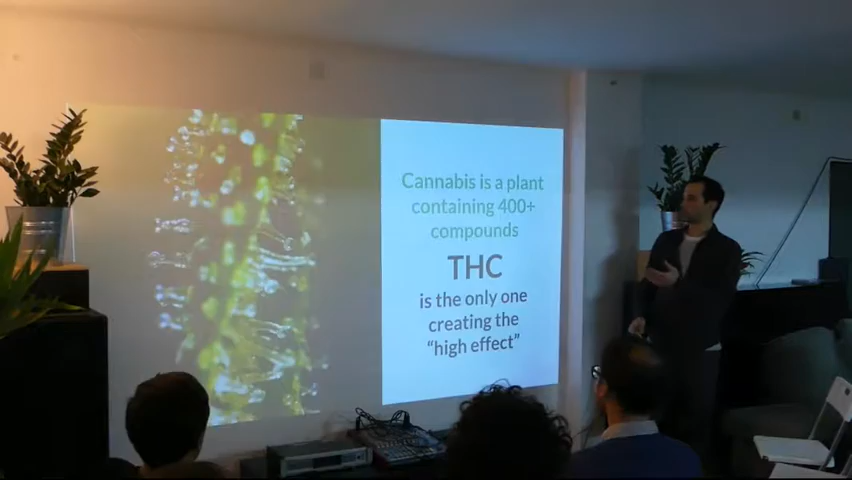 Cannabis is a plant
containing 400+
compounds
THC
is the only one
creating the
“high effect”